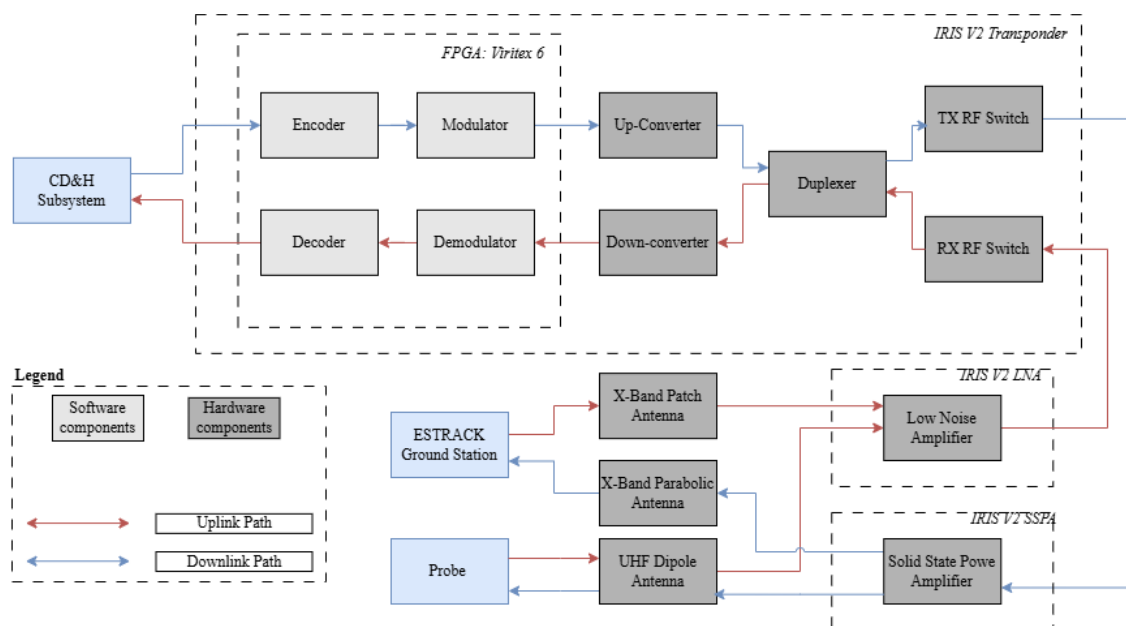 IRIS V2 Transponder
FPGA: Viritex 6
Encoder
Modulator
Up-Converter
TX RF Switch
CD&H
Subsystem
Duplexer
Decoder
Demodulator
Down-converter
RX RF Switch
Legend
Software
components
Hardware
components
Uplink Path
Downlink Path
IRIS V2 LNA
X-Band Patch
Antenna
Low Noise
Amplifier
ESTRACK
Ground Station
X-Band Parabolic
Antenna
IRIS V2 SSPA
Probe
UHF Dipole
Antenna
Solid State Powe
Amplifier